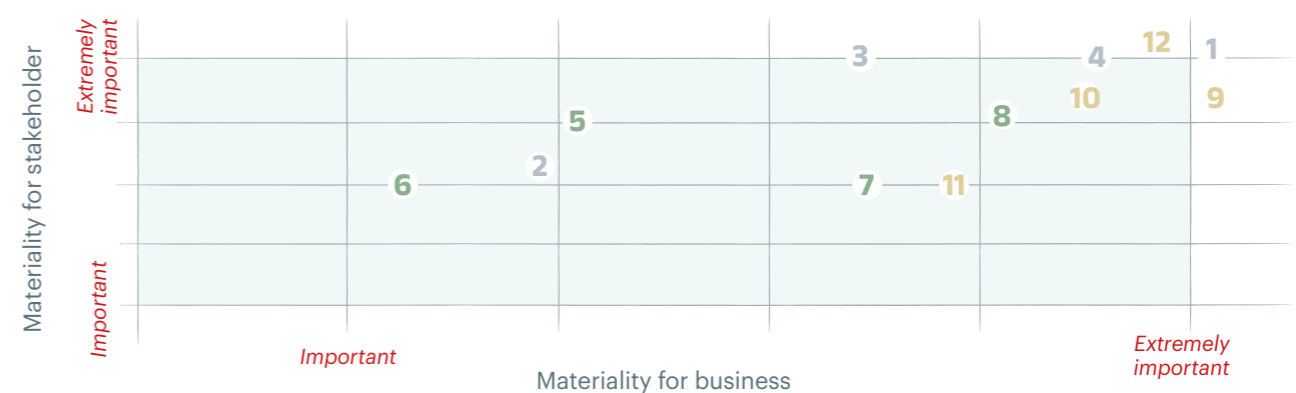 Materiality for stakeholder
Extremely
important
Important
3
4
12
1
10
9
5
8
2
6
7
11
Important
Extremely
important
Materiality for business